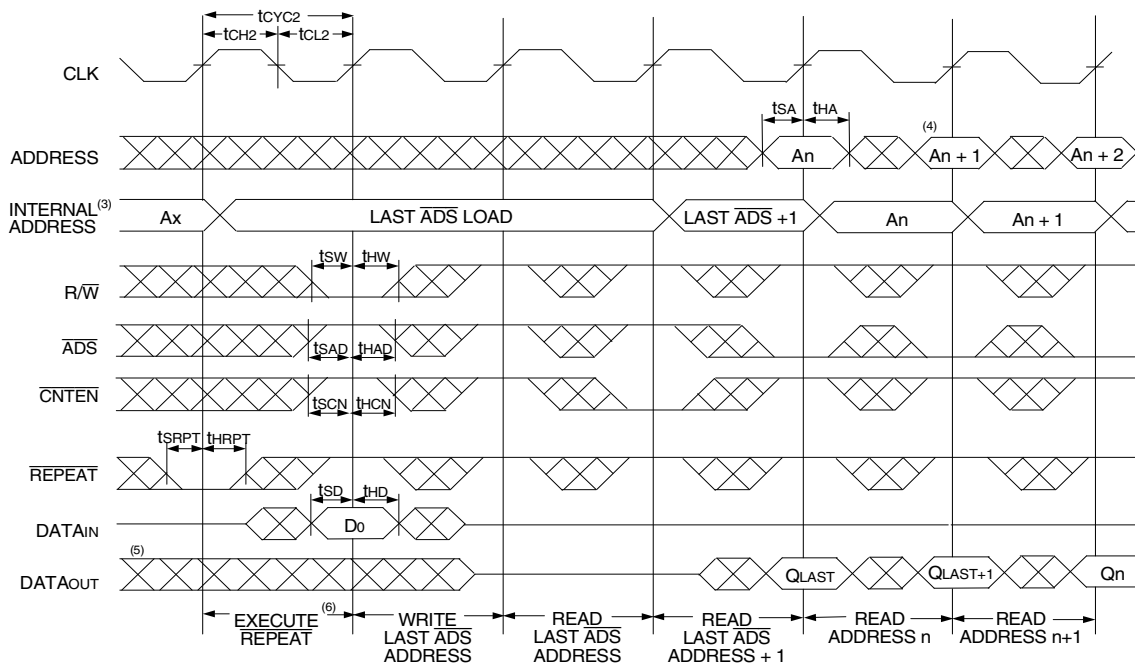 tCYC2
tCH2 tCL2
CLK
tSA tHA
ADDRESS An (4) An + 1 An + 2
INTERNAL(3)
ADDRESS Ax LAST ADS LOAD LAST ADS +1 An An + 1
tSW tHW
R/W
ADS
tSAD tHAD
CNTEN
tSCN tHCN
tSRPT tHRPT
REPEAT
tSD tHD
DATAIN D0
(5)
DATAOUT QLAST QLAST+1 Qn
EXECUTE (6) WRITE READ READ READ READ
REPEAT LAST ADS LAST ADS LAST ADS ADDRESS n ADDRESS n+1
ADDRESS ADDRESS ADDRESS + 1